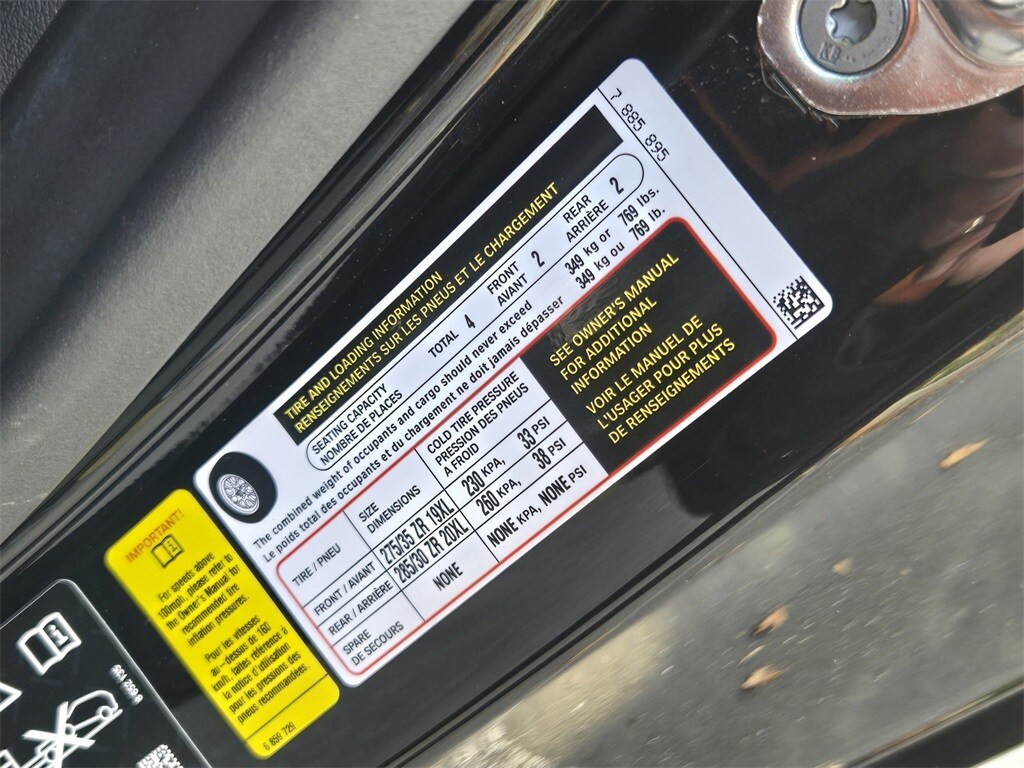 7 885 895
TIRE AND LOADING INFORMATION
RENSEIGNEMENTS SUR LES PNEUS ET LE CHARGEMENT
SEATING CAPACITY
NOMBRE DE PLACES
TOTAL 4
FRONT
AVANT 2
REAR
ARRIÈRE 2
The combined weight of occupants and cargo should never exceed 349 kg or 769 lbs.
Le poids total des occupants et du chargement ne doit jamais dépasser 349 kg ou 769 lb.
TIRE / PNEU
SIZE
DIMENSIONS
COLD TIRE PRESSURE
PRESSION DES PNEUS
A FROID
FRONT / AVANT 275/35 ZR 19XL 230 KPA, 33 PSI
REAR / ARRIÈRE 285/30 ZR 20XL 260 KPA, 38 PSI
SPARE
DE SECOURS
NONE NONE KPA, NONE PSI
SEE OWNER'S MANUAL
FOR ADDITIONAL
INFORMATION
VOIR LE MANUEL DE
L'USAGER POUR PLUS
DE RENSEIGNEMENTS
IMPORTANT!
For speeds above
100mph., please refer to
the Owner's Manual for
recommended tire
inflation pressures.
Pour les vitesses
au-dessus de 160
km/h, faites référence à
la notice d'utilisation
pour les pressions des
pneus recommandées.
6 859 729
KB